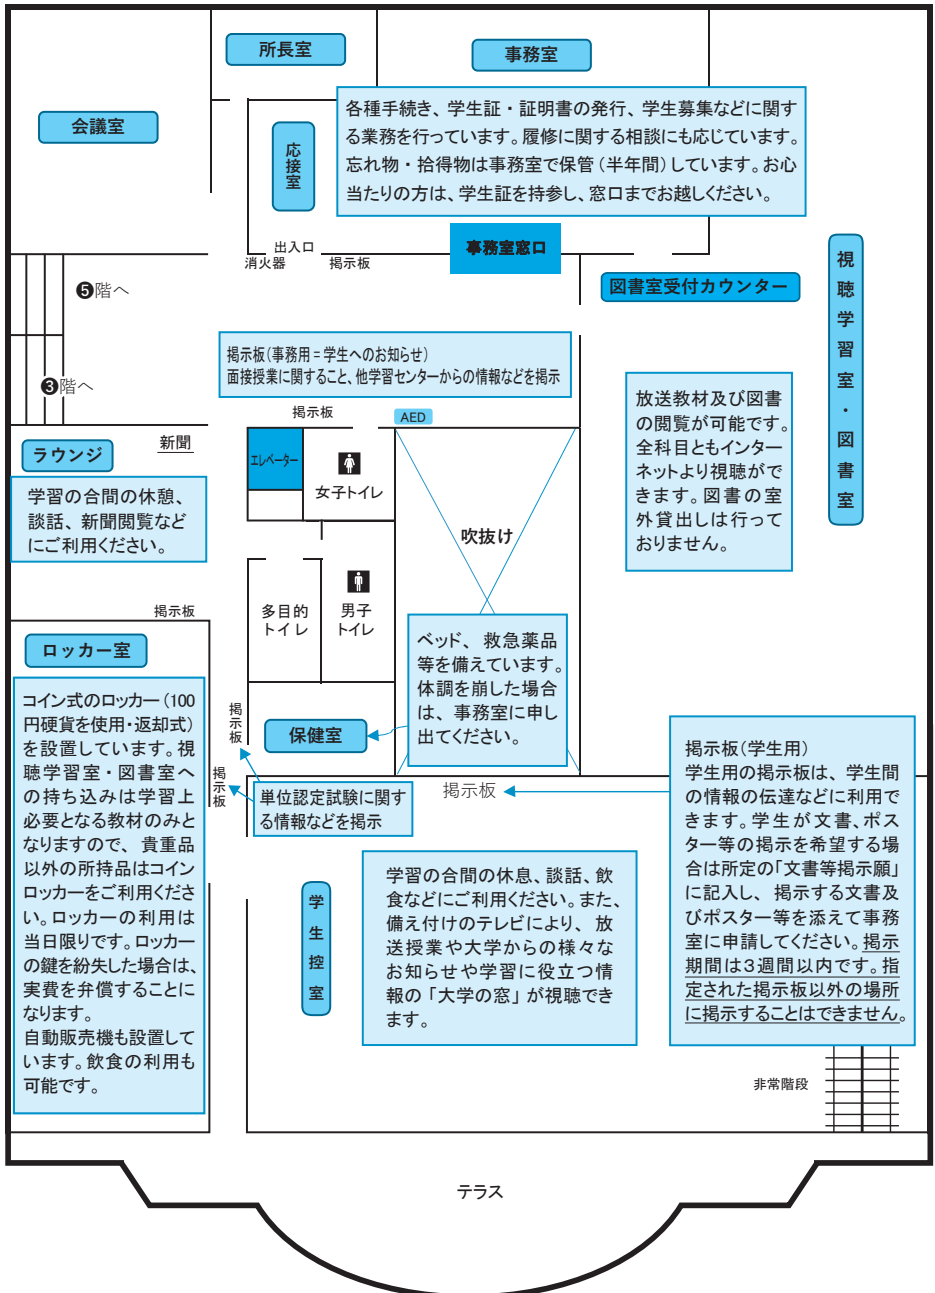 所長室
事務室
会議室
応接室
各種手続き、学生証・証明書の発行、学生募集などに関す
る業務を行っています。履修に関する相談にも応じています。
忘れ物・拾得物は事務室で保管(半年間)しています。お心
当たりの方は、学生証を持参し、窓口までお越しください。
出入口
消火器
掲示板
事務室窓口
図書室受付カウンター
視聴学習室・図書室
❺階へ
❸階へ
掲示板(事務用=学生へのお知らせ)
面接授業に関すること、他学習センターからの情報などを掲示
掲示板
AED
放送教材及び図書
の閲覧が可能です。
全科目ともインター
ネットより視聴がで
きます。図書の室
外貸出しは行って
おりません。
新聞
ラウンジ
学習の合間の休憩、
談話、新聞閲覧など
にご利用ください。
エレベーター
女子トイレ
吹抜け
多目的
トイレ
男子
トイレ
掲示板
ロッカー室
コイン式のロッカー(100
円硬貨を使用・返却式)
を設置しています。視
聴学習室・図書室へ
の持ち込みは学習上
必要となる教材のみと
なりますので、貴重品
以外の所持品はコイン
ロッカーをご利用くださ
い。ロッカーの利用は
当日限りです。ロッカー
の鍵を紛失した場合は、
実費を弁償することに
なります。
自動販売機も設置して
います。飲食の利用も
可能です。
ベッド、救急薬品
等を備えています。
体調を崩した場合
は、事務室に申し
出てください。
掲示板
保健室
掲示板
単位認定試験に関す
る情報などを掲示
掲示板
掲示板(学生用)
学生用の掲示板は、学生間
の情報の伝達などに利用で
きます。学生が文書、ポス
ター等の掲示を希望する場
合は所定の「文書等掲示願」
に記入し、掲示する文書及
びポスター等を添えて事務
室に申請してください。掲示
期間は3週間以内です。指
定された掲示板以外の場所
に掲示することはできません。
学生控室
学習の合間の休息、談話、飲
食などにご利用ください。また、
備え付けのテレビにより、放
送授業や大学からの様々な
お知らせや学習に役立つ情
報の「大学の窓」が視聴でき
ます。
非常階段
テラス